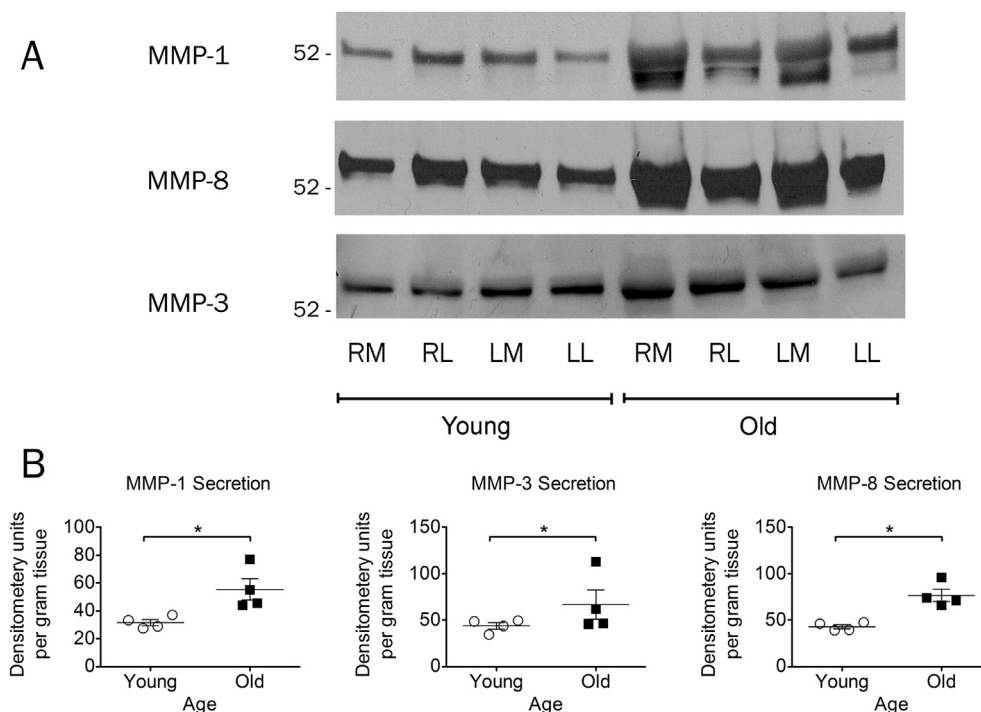 A
MMP-1
52 -
MMP-8
52 -
MMP-3
52 -
RM RL LM LL RM RL LM LL
Young Old
B
MMP-1 Secretion
Densitometery units
per gram tissue
100
80
60
40
20
0
*
Young Old
Age
MMP-3 Secretion
Densitometery units
per gram tissue
150
100
50
0
*
Young Old
Age
MMP-8 Secretion
Densitometery units
per gram tissue
150
100
50
0
*
Young Old
Age